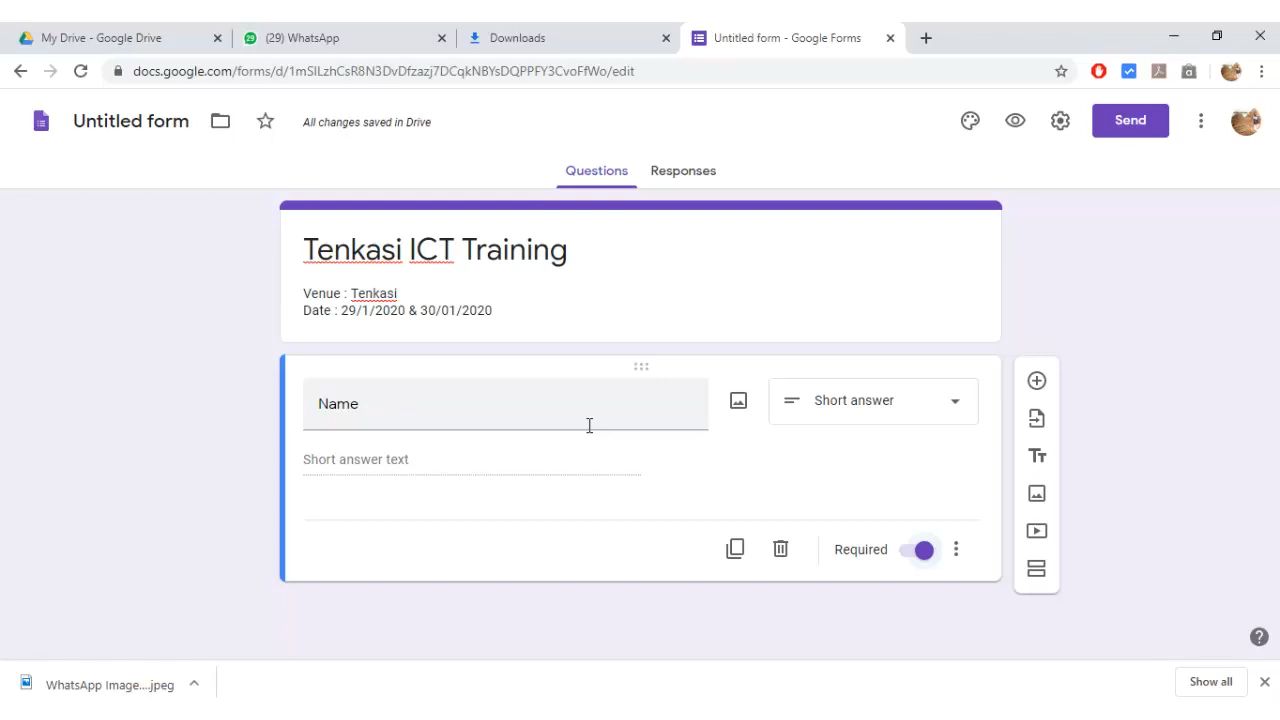 My Drive - Google Drive
29 (29) WhatsApp
Downloads
Untitled form - Google Forms
docs.google.com/forms/d/1mSlLzhCsR8N3DvDfzazj7DCqkNBYsDQPPFY3CvoFfWo/edit
Untitled form
All changes saved in Drive
Send
Questions
Responses
Tenkasi ICT Training
Venue : Tenkasi
Date : 29/1/2020 & 30/01/2020
Name
Short answer
Short answer text
Required
WhatsApp Image....jpeg
Show all